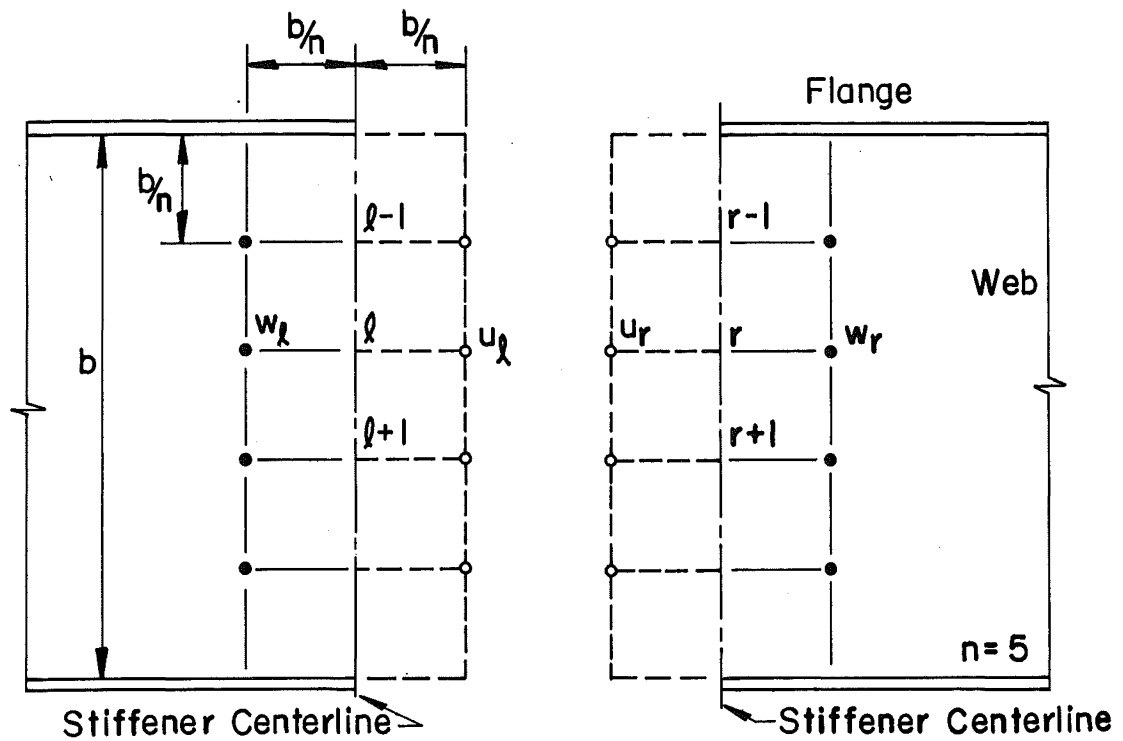 b/n b/n
Flange
b/n
l-1 r-1
Web
b wl l ul ur r wr
l+1 r+1
n=5
Stiffener Centerline Stiffener Centerline